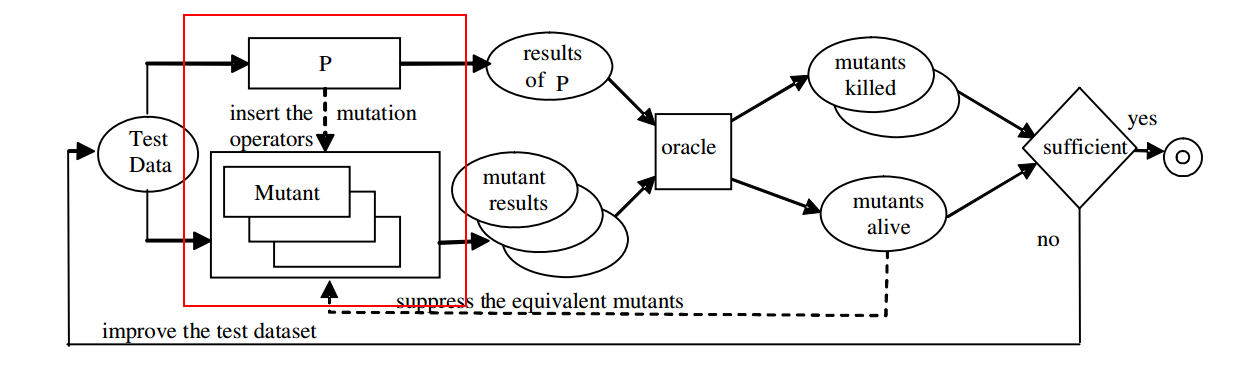 P
results
of P
insert the mutation
operators
Test
Data
Mutant
mutant
results
oracle
mutants
killed
mutants
alive
sufficient
yes
no
suppress the equivalent mutants
improve the test dataset